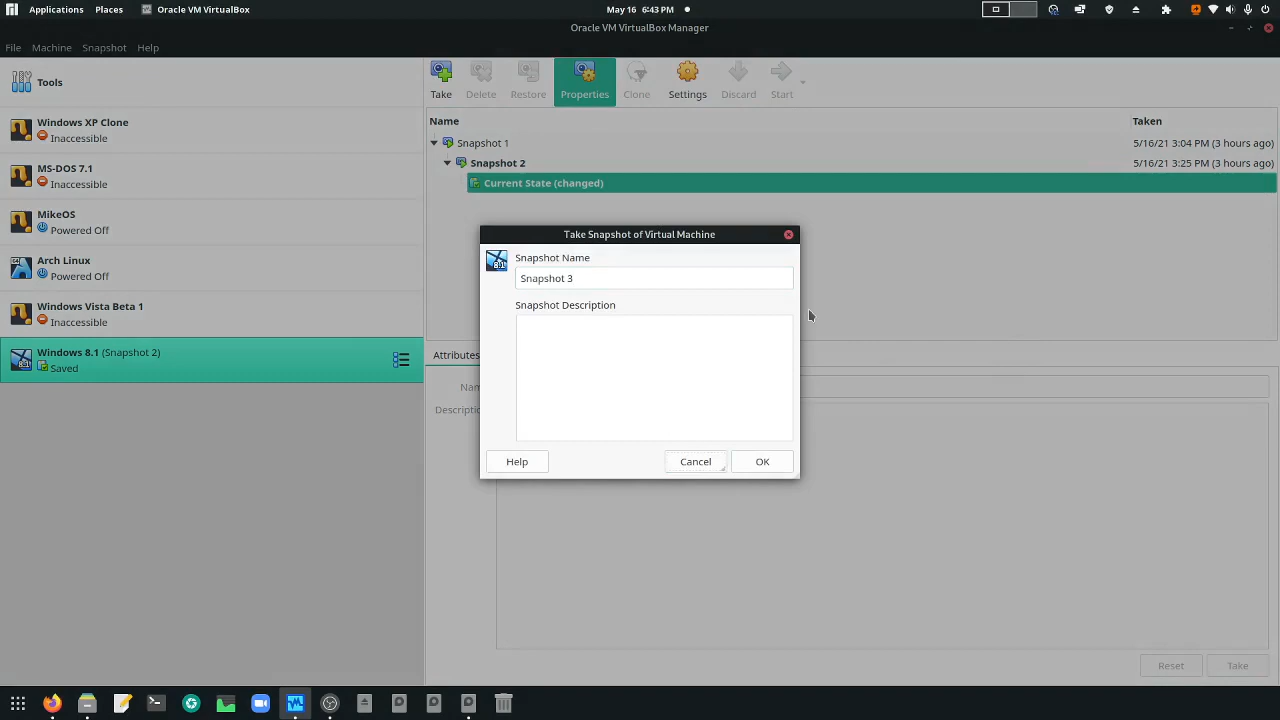 Applications Places Oracle VM VirtualBox May 16 6:43 PM
Oracle VM VirtualBox Manager
File Machine Snapshot Help
Tools
Windows XP Clone
Inaccessible
MS-DOS 7.1
Inaccessible
MikeOS
Powered Off
Arch Linux
Powered Off
Windows Vista Beta 1
Inaccessible
Windows 8.1 (Snapshot 2)
Saved
Take Delete Restore Properties Clone Settings Discard Start
Name Taken
Snapshot 1 5/16/21 3:04 PM (3 hours ago)
Snapshot 2 5/16/21 3:25 PM (3 hours ago)
Current State (changed)
Take Snapshot of Virtual Machine
Snapshot Name
Snapshot 3
Snapshot Description
Help Cancel OK
Attributes
Nam
Descriptio
Reset Take